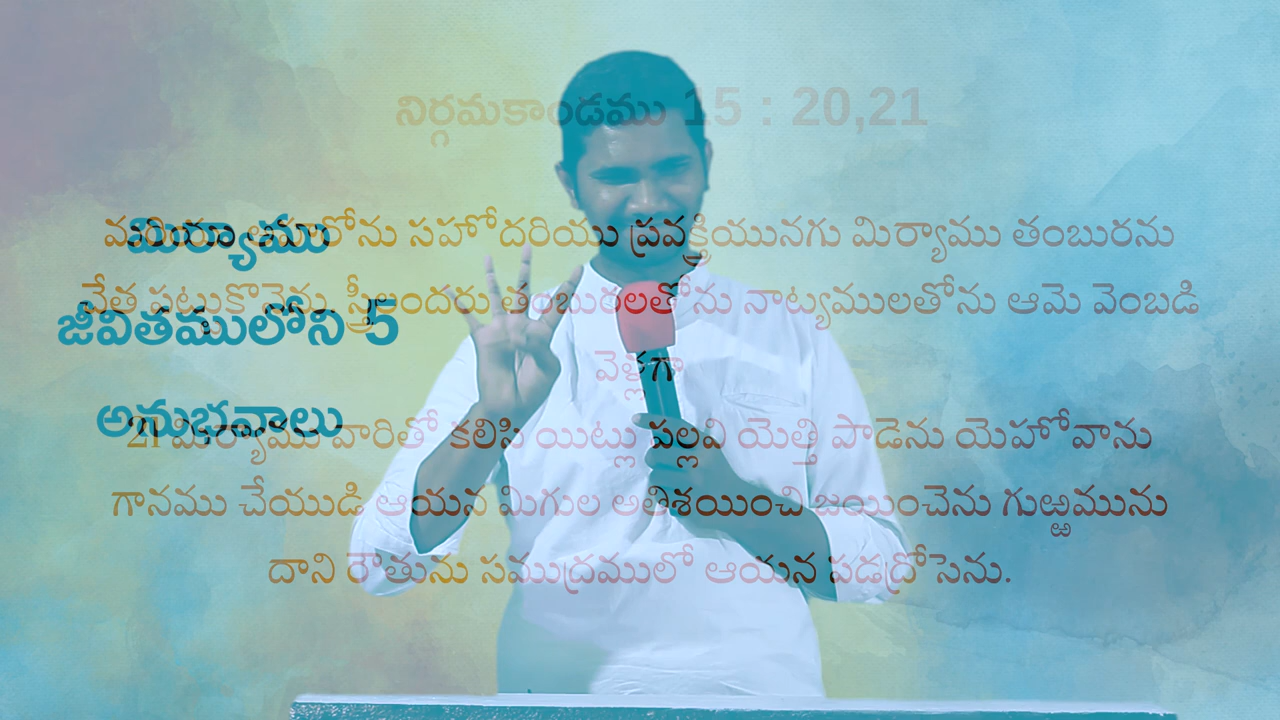 నిర్గమకాండము 15 : 20,21
సహోదరియు ప్రవక్త్రియునగు మిర్యాము తంబురను
చేత పట్టుకొనెను. స్త్రీలందరు తంబురలతోను నాట్యములతోను ఆమె వెంబడి
వెళ్లగా
21 మిర్యాము వారితో కలిసి యిట్లు పల్లవి యెత్తి పాడెను యెహోవాను
గానము చేయుడి ఆయన మిగుల అతిశయించి జయించెను గుఱ్ఱమును
దాని రౌతును సముద్రములో ఆయన పడద్రోసెను.
మిర్యాము
జీవితములోని 5
అనుభవాలు